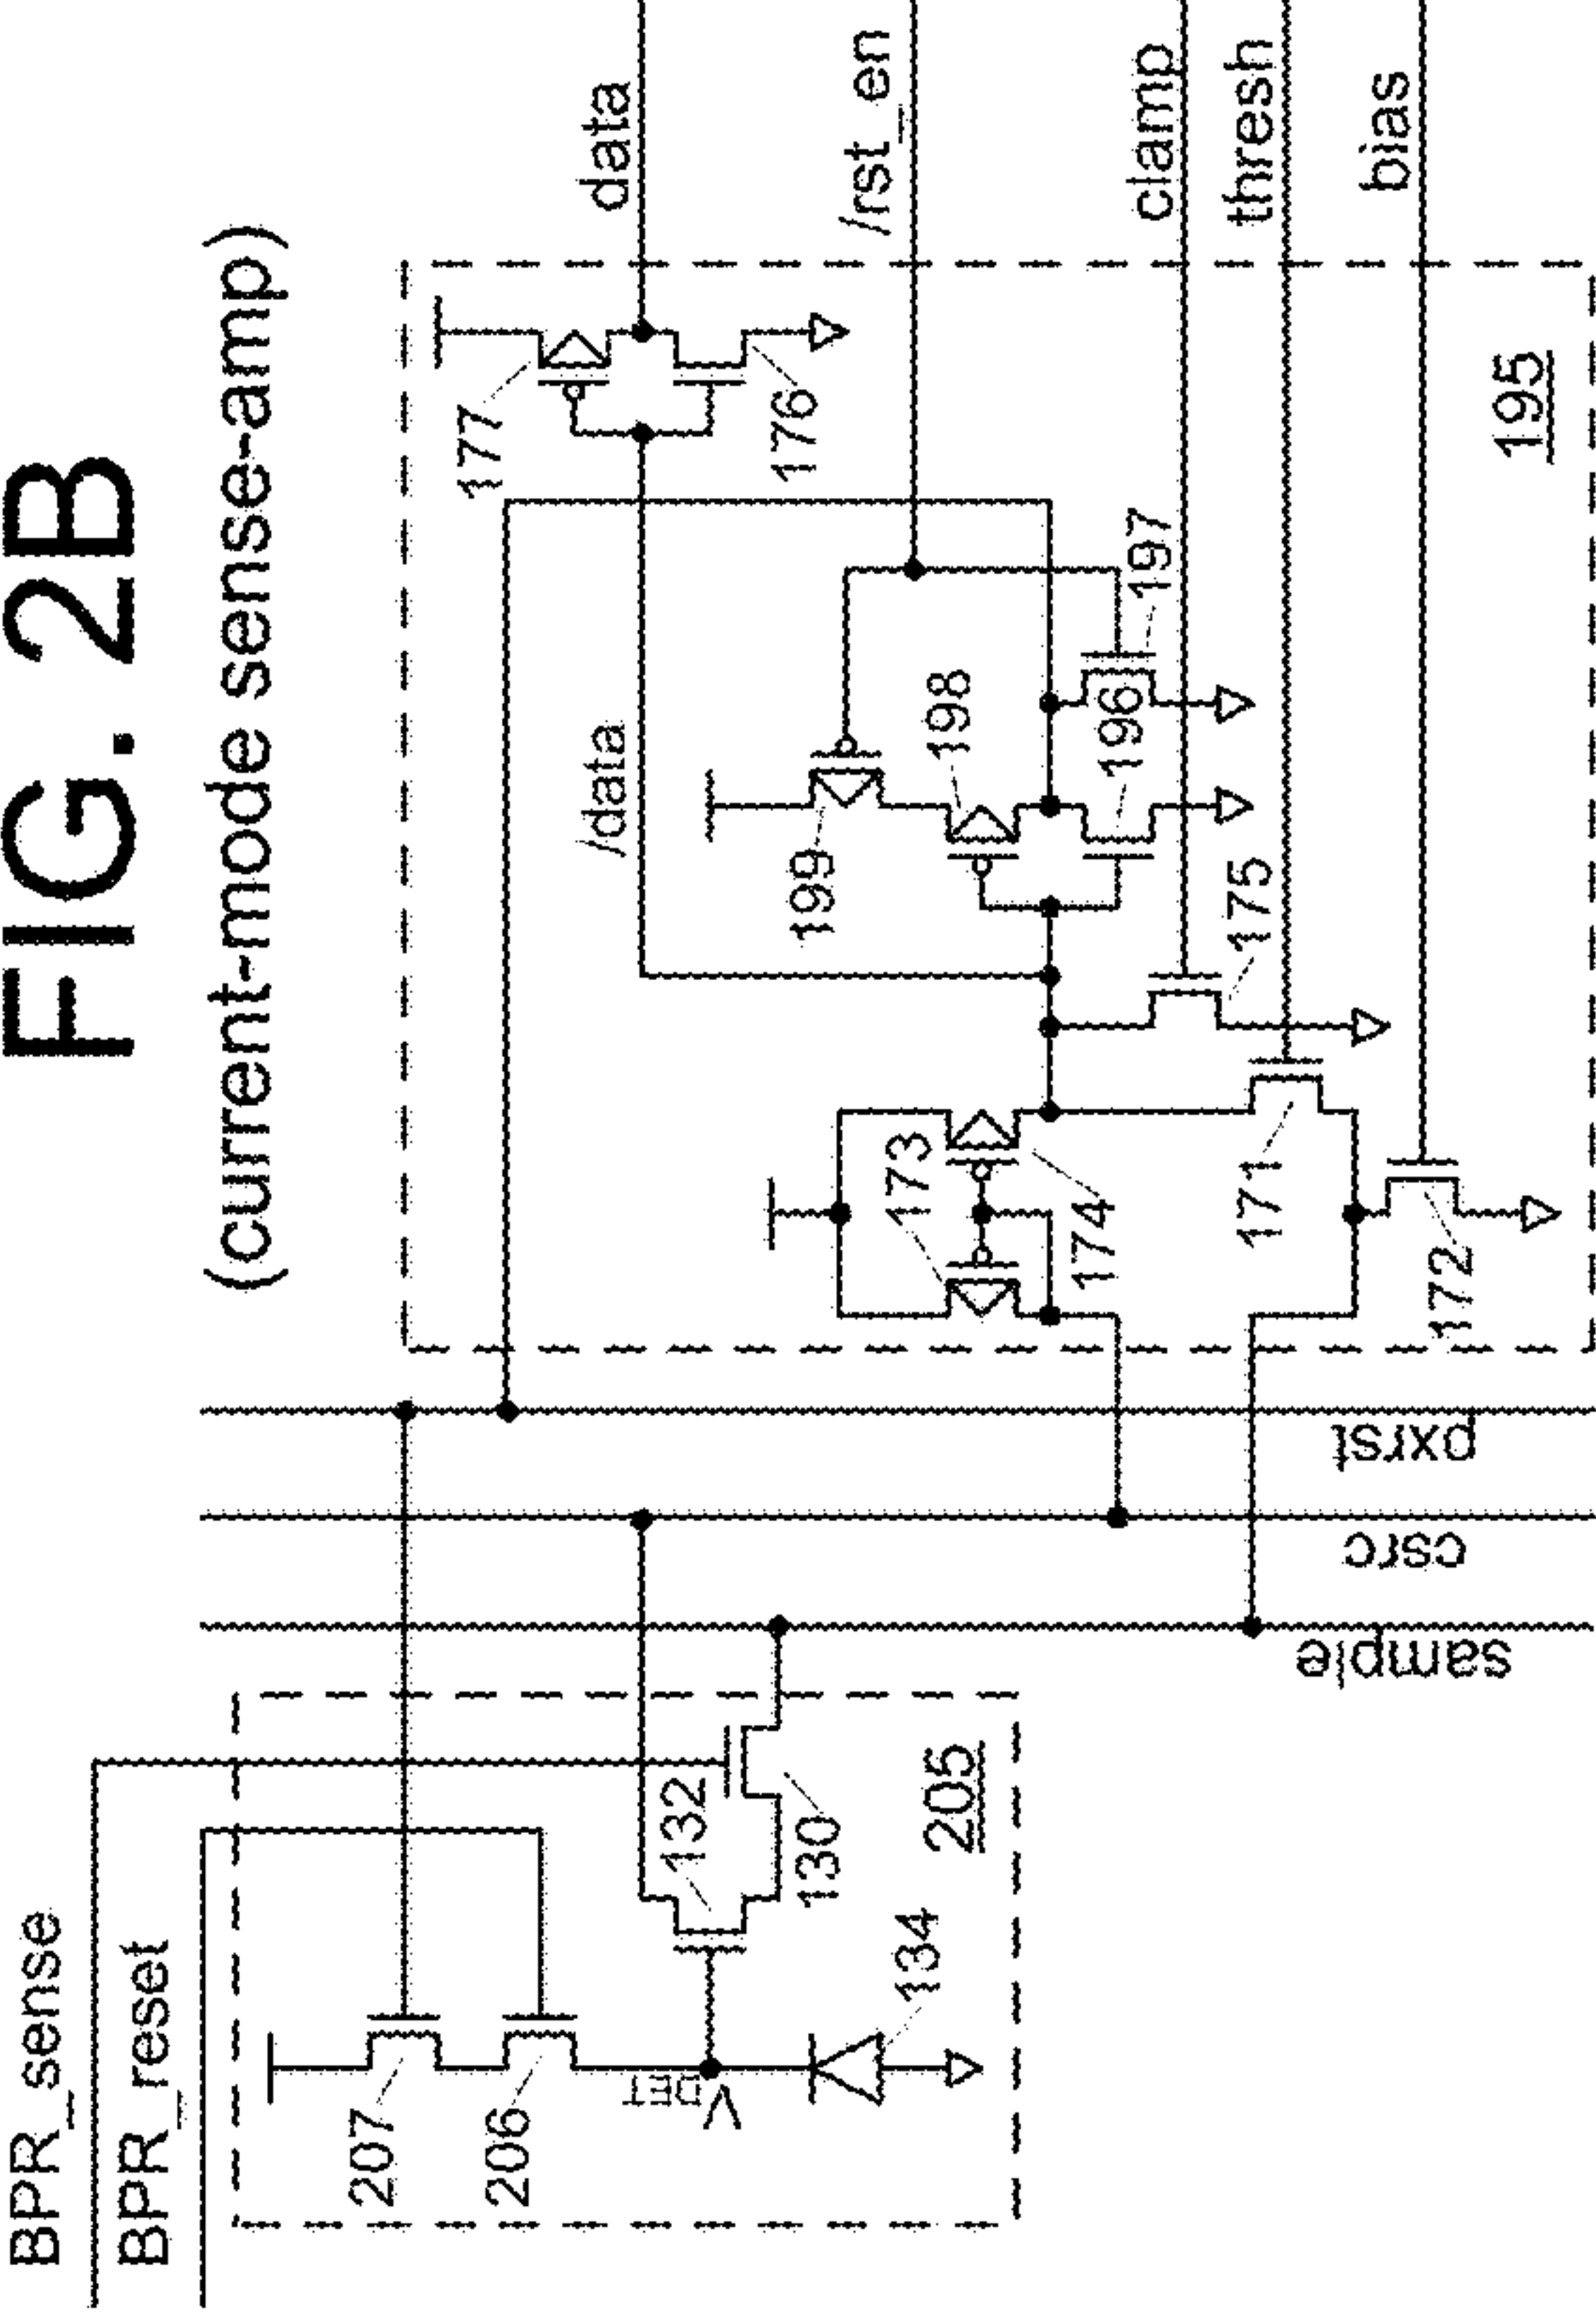 FIG. 2B
(current-mode sense-amp)
BPR_sense
BPR_reset
207
206
V_DET
134
132
130
205
sample
csrc
pxrst
/data
173
174
171
172
175
199
198
196
197
177
176
195
data
/rst_en
clamp
thresh
bias